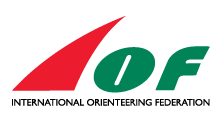 IOF
INTERNATIONAL ORIENTEERING FEDERATION